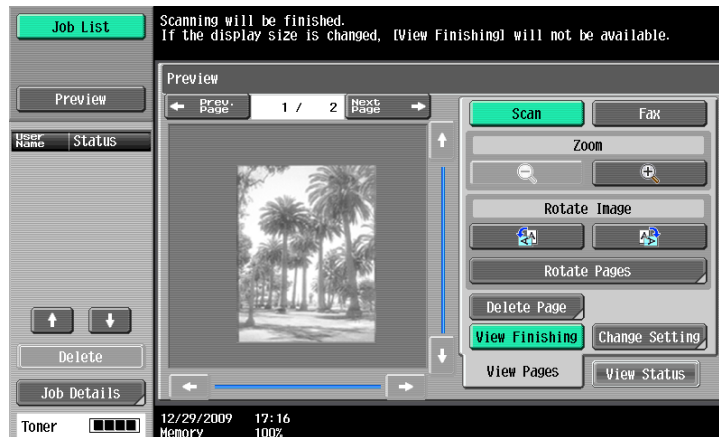 Job List
Scanning will be finished.
If the display size is changed, [View Finishing] will not be available.
Preview
Preview
Prev. Page
1 / 2
Next Page
Scan
Fax
User Name
Status
Zoom
Rotate Image
Rotate Pages
Delete Page
View Finishing
Change Setting
Delete
View Pages
View Status
Job Details
Toner
12/29/2009 17:16
Memory 100%